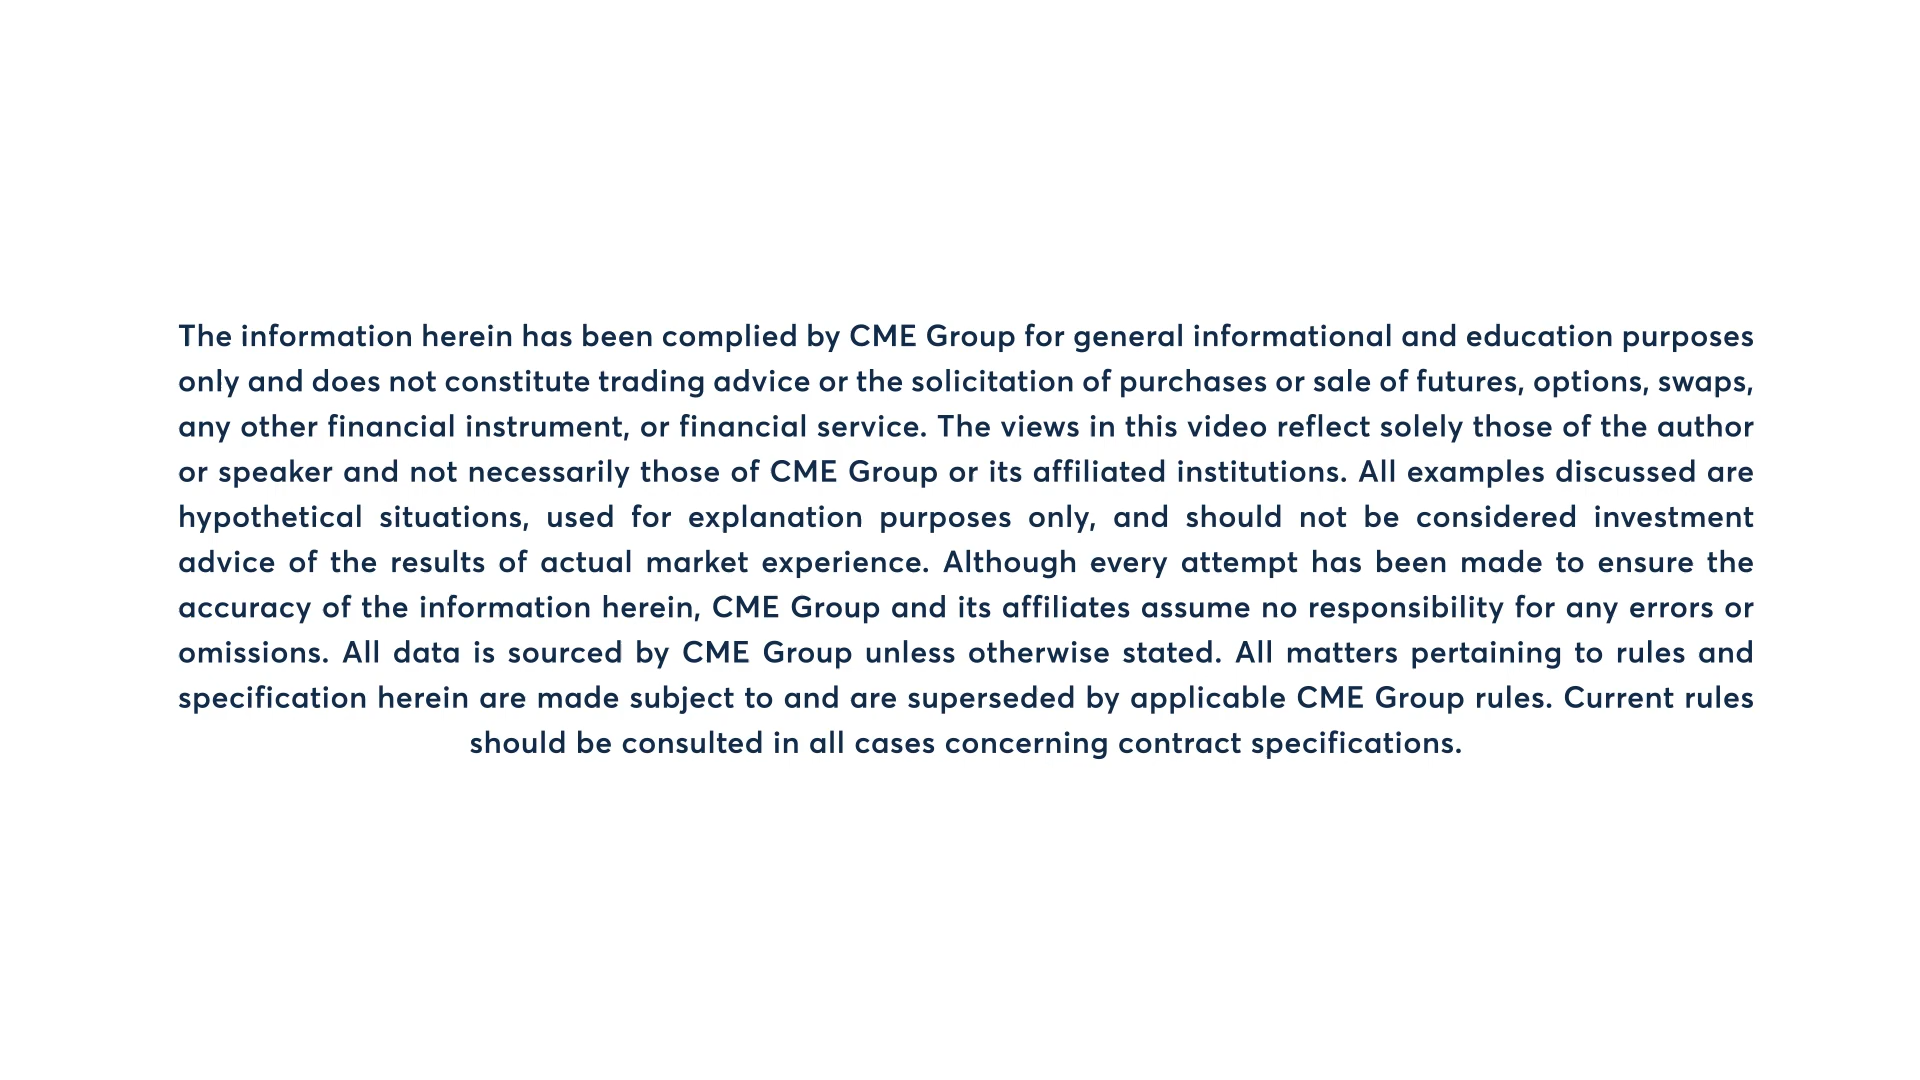 The information herein has been complied by CME Group for general informational and education purposes
only and does not constitute trading advice or the solicitation of purchases or sale of futures, options, swaps,
any other financial instrument, or financial service. The views in this video reflect solely those of the author
or speaker and not necessarily those of CME Group or its affiliated institutions. All examples discussed are
hypothetical situations, used for explanation purposes only, and should not be considered investment
advice of the results of actual market experience. Although every attempt has been made to ensure the
accuracy of the information herein, CME Group and its affiliates assume no responsibility for any errors or
omissions. All data is sourced by CME Group unless otherwise stated. All matters pertaining to rules and
specification herein are made subject to and are superseded by applicable CME Group rules. Current rules
should be consulted in all cases concerning contract specifications.